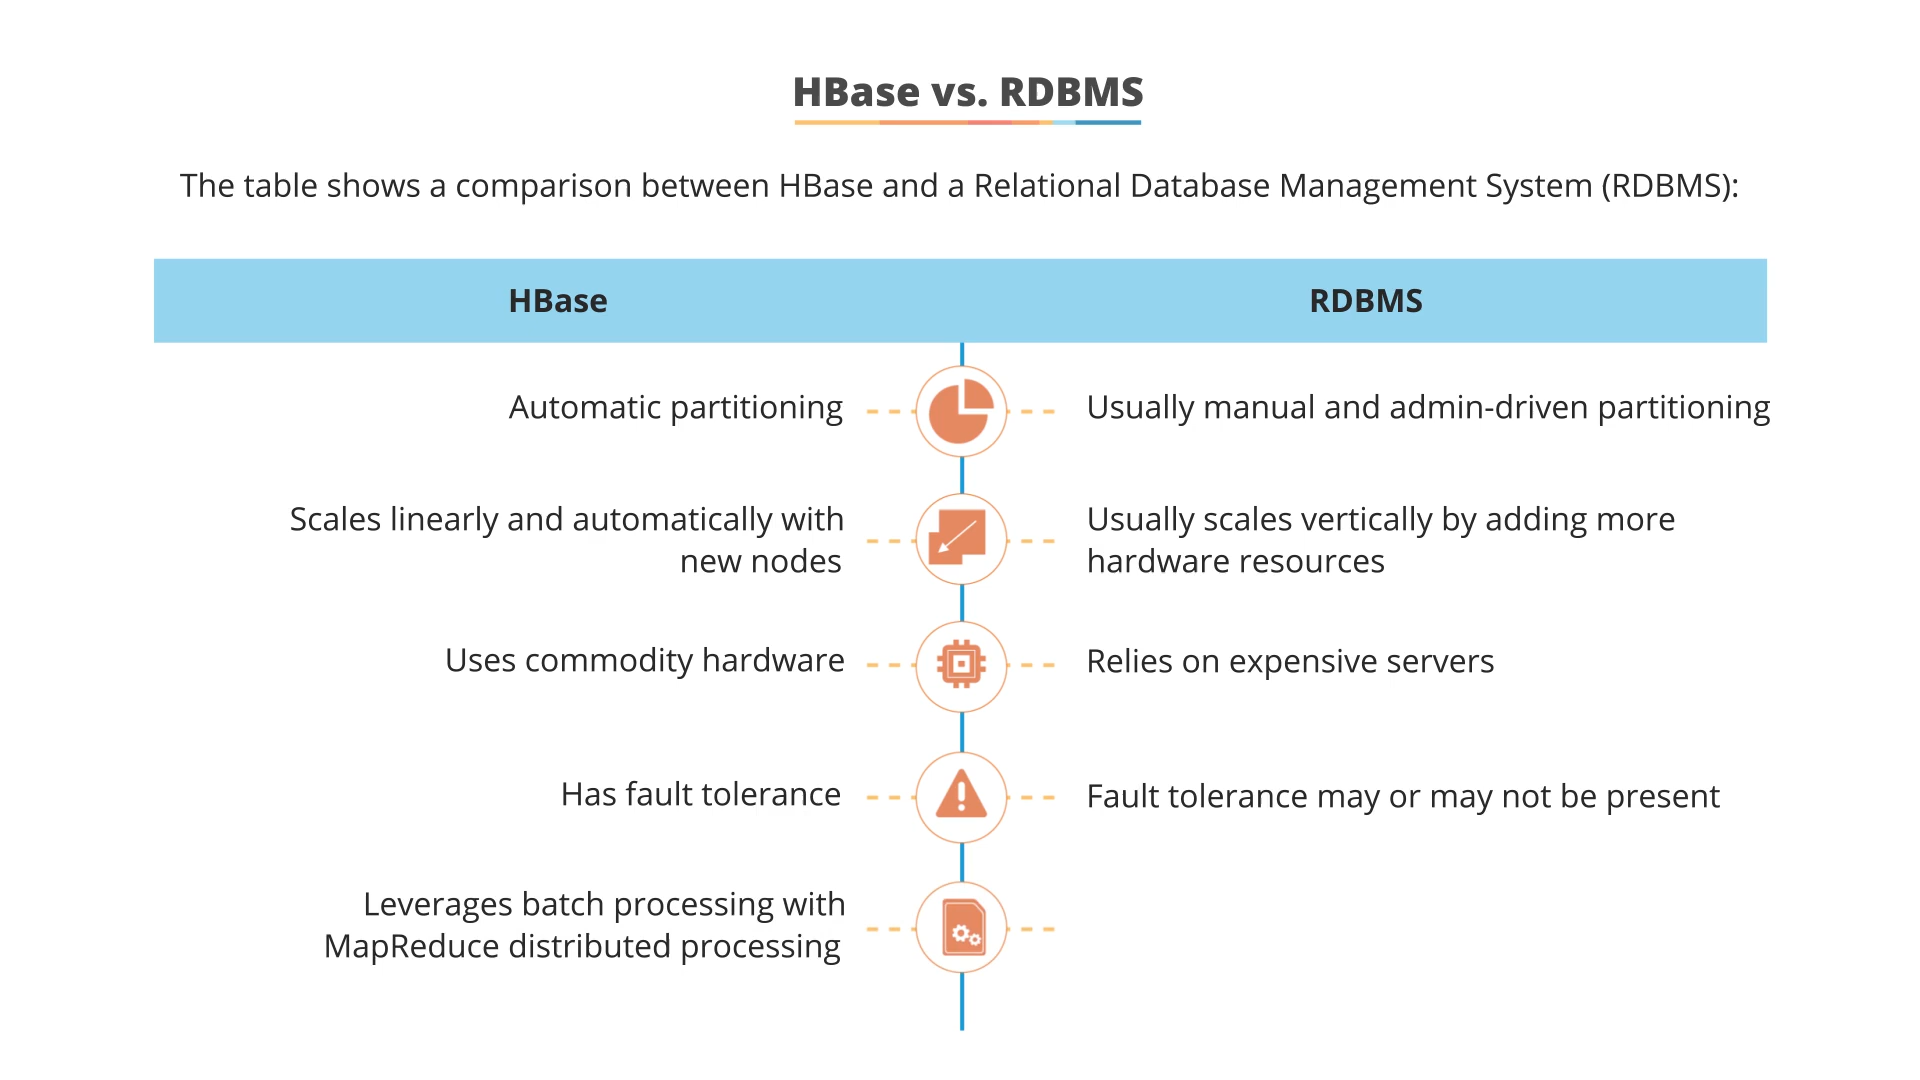 HBase vs. RDBMS
The table shows a comparison between HBase and a Relational Database Management System (RDBMS):
HBase
RDBMS
Automatic partitioning
Usually manual and admin-driven partitioning
Scales linearly and automatically with
new nodes
Usually scales vertically by adding more
hardware resources
Uses commodity hardware
Relies on expensive servers
Has fault tolerance
Fault tolerance may or may not be present
Leverages batch processing with
MapReduce distributed processing